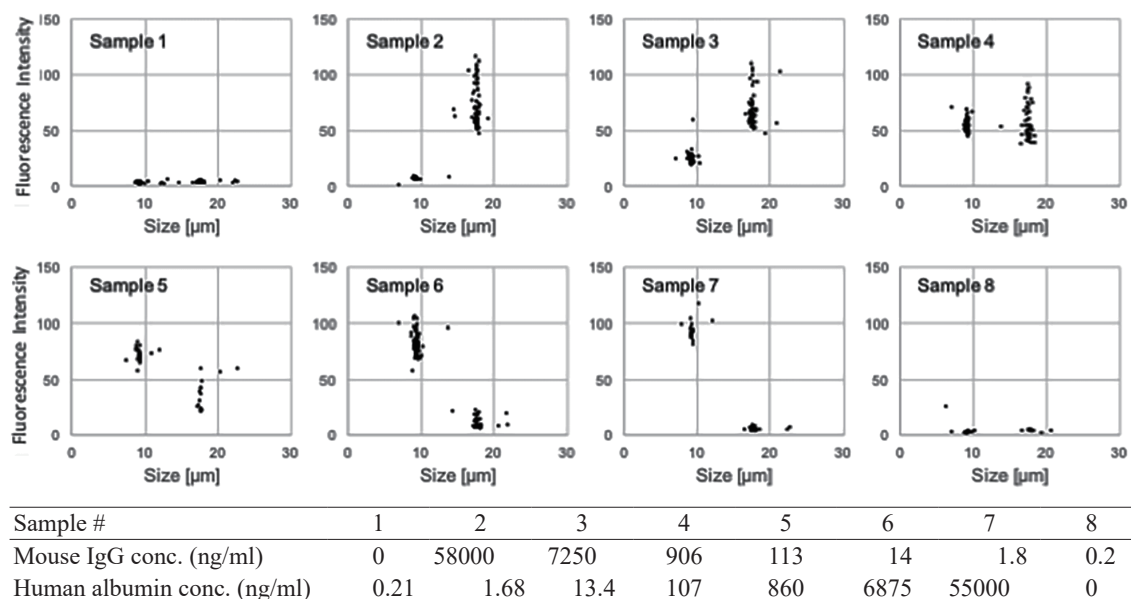 Fluorescence Intensity
150
100
50
0
Sample 1
0 10 20 30
Size [µm]
150
100
50
0
Sample 2
0 10 20 30
Size [µm]
150
100
50
0
Sample 3
0 10 20 30
Size [µm]
150
100
50
0
Sample 4
0 10 20 30
Size [µm]
Fluorescence Intensity
150
100
50
0
Sample 5
0 10 20 30
Size [µm]
150
100
50
0
Sample 6
0 10 20 30
Size [µm]
150
100
50
0
Sample 7
0 10 20 30
Size [µm]
150
100
50
0
Sample 8
0 10 20 30
Size [µm]
Sample # 1 2 3 4 5 6 7 8
Mouse IgG conc. (ng/ml) 0 58000 7250 906 113 14 1.8 0.2
Human albumin conc. (ng/ml) 0.21 1.68 13.4 107 860 6875 55000 0